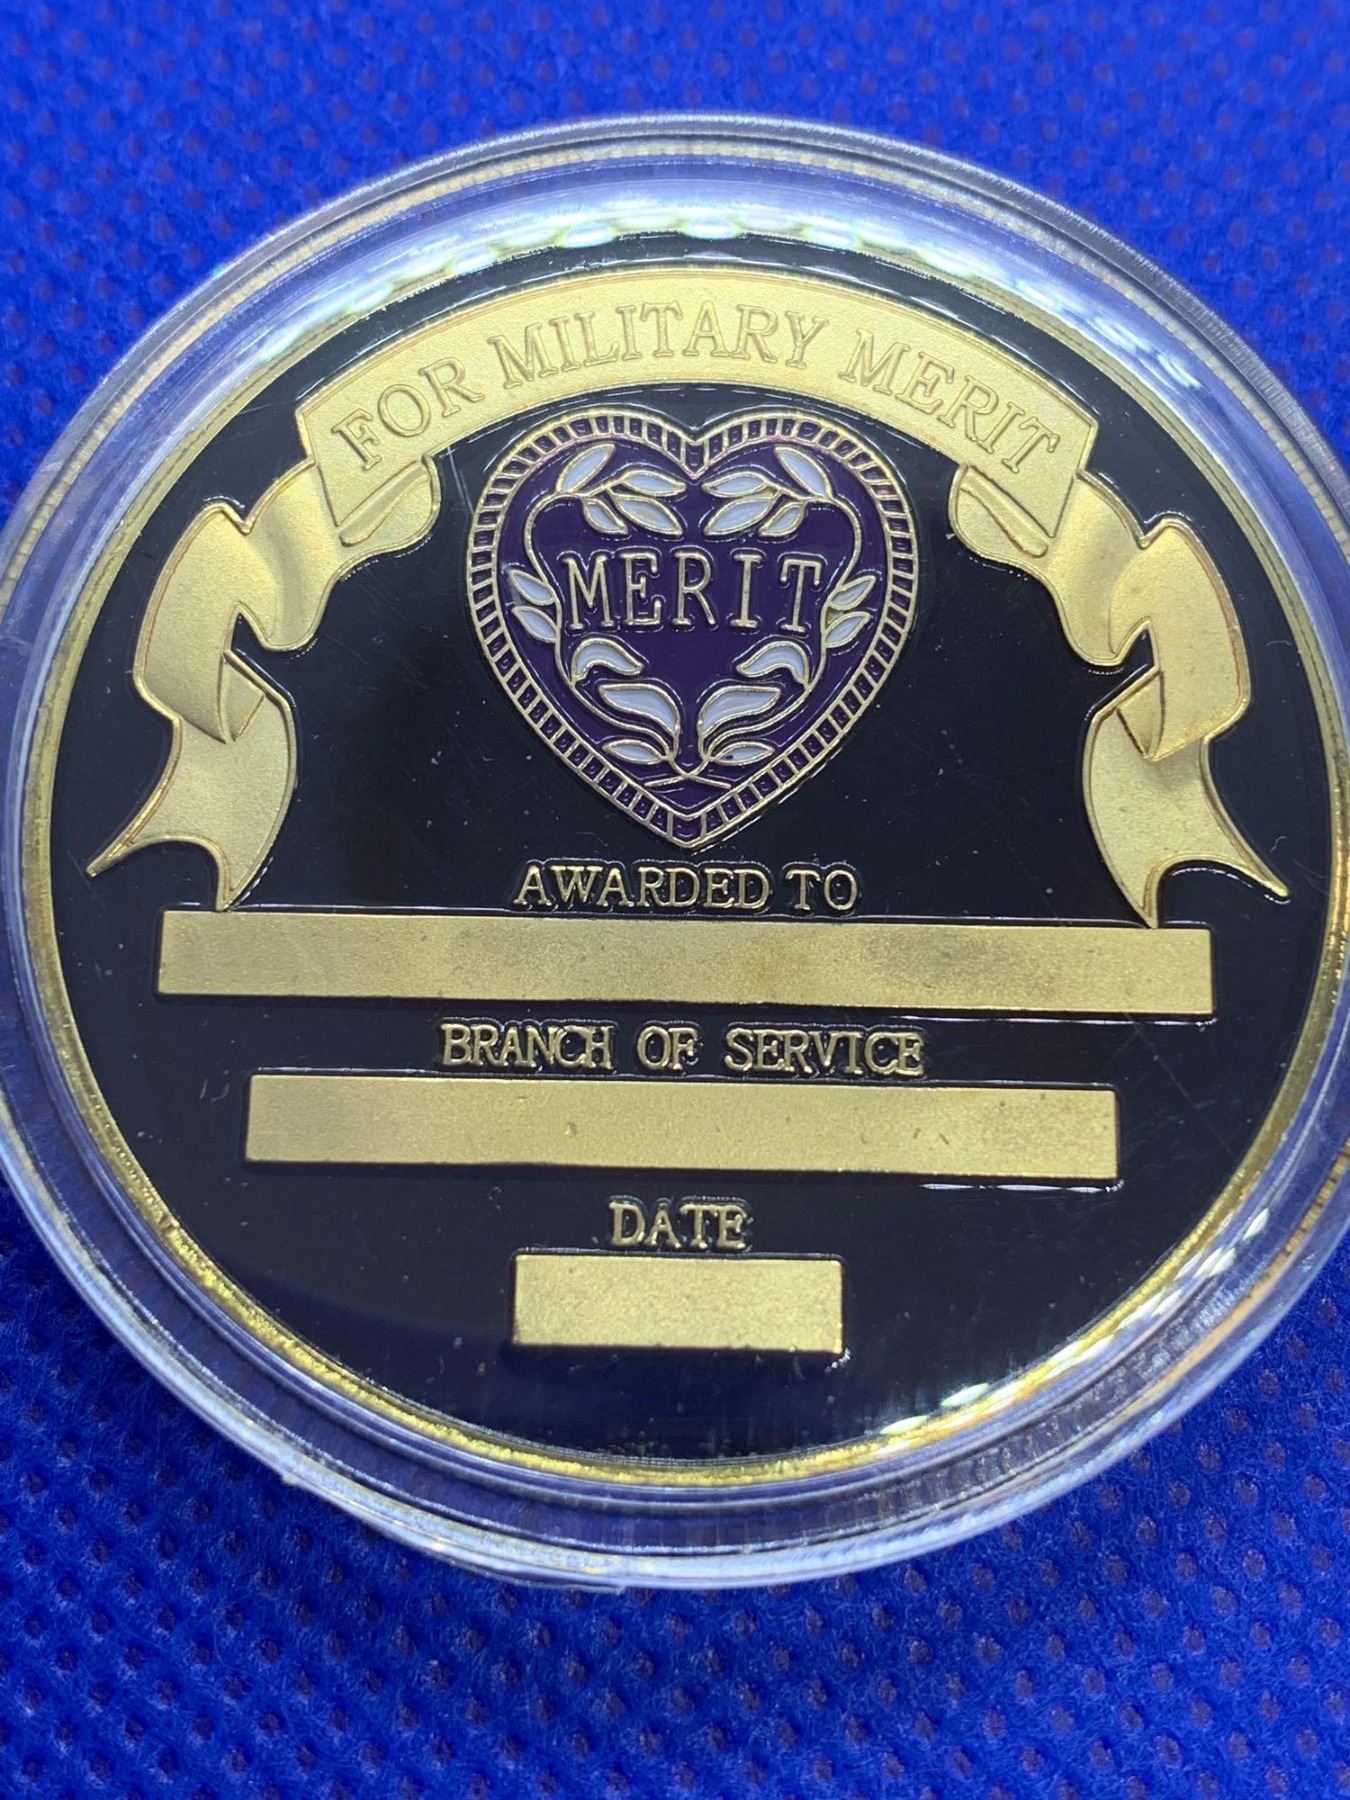 FOR MILITARY MERIT
MERIT
AWARDED TO
BRANCH OF SERVICE
DATE